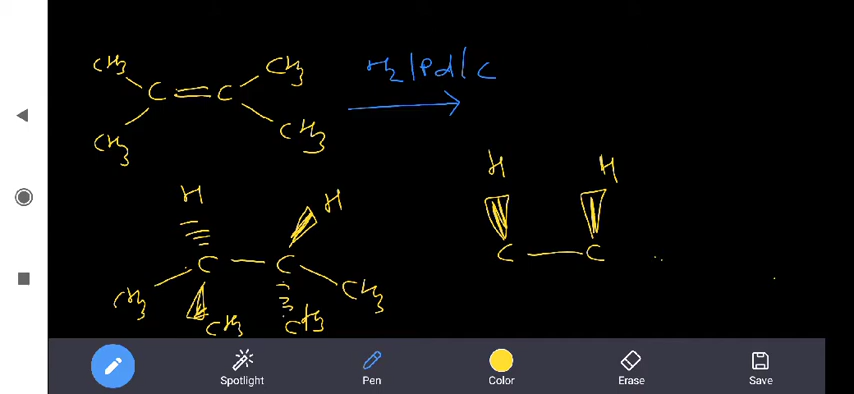 CH3 CH3 H2/Pd/C
C=C
CH3 CH3
H H H H
C-C C-C
CH3 CH3 CH3 CH3
Spotlight Pen Color Erase Save